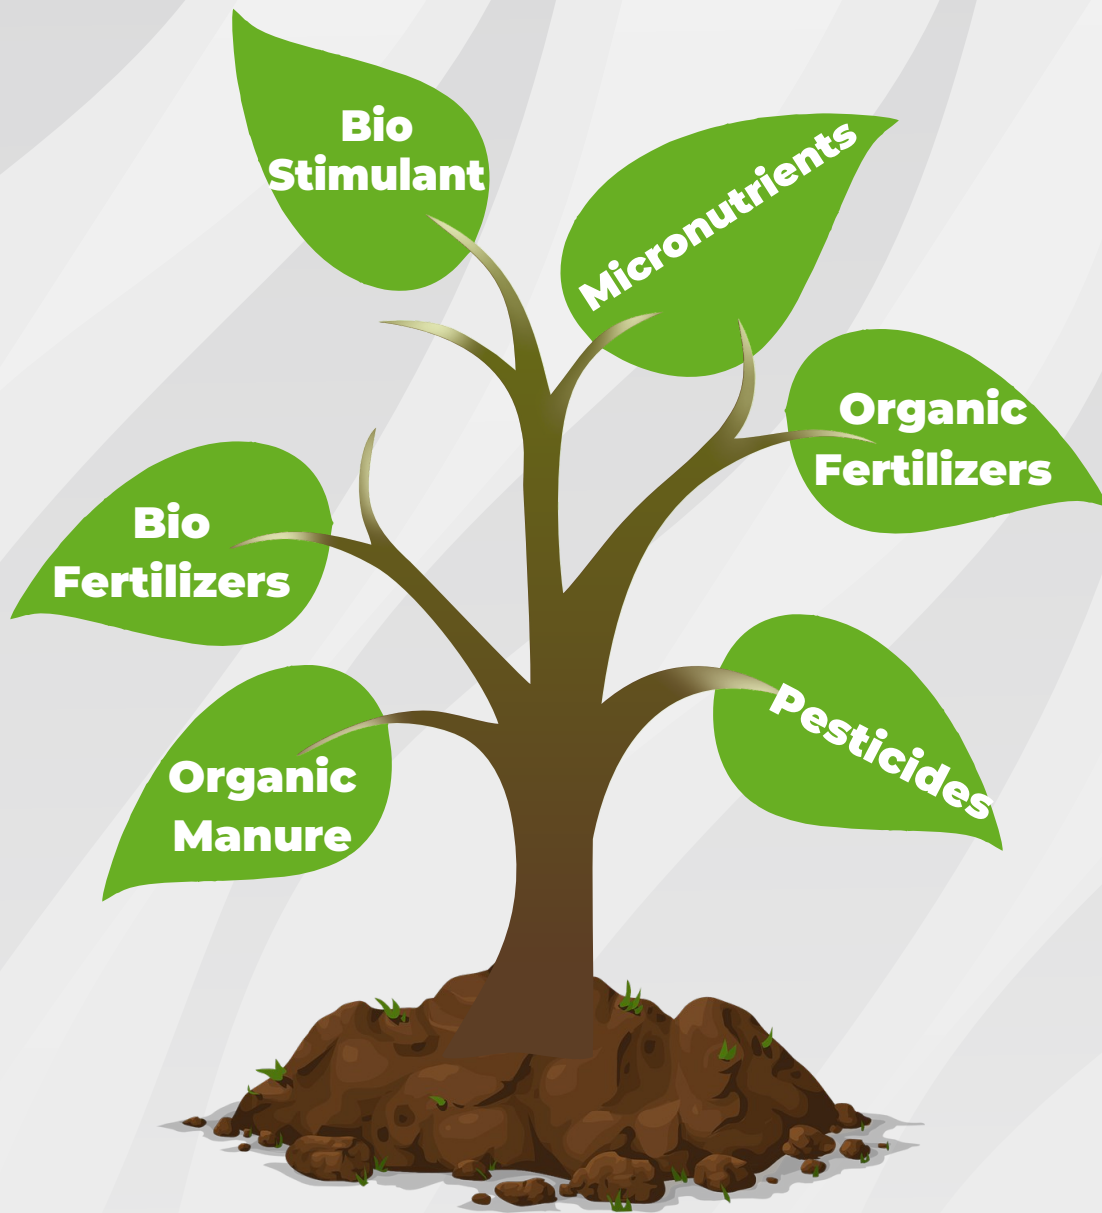 Bio
Stimulant
Micronutrients
Organic
Fertilizers
Bio
Fertilizers
Pesticides
Organic
Manure